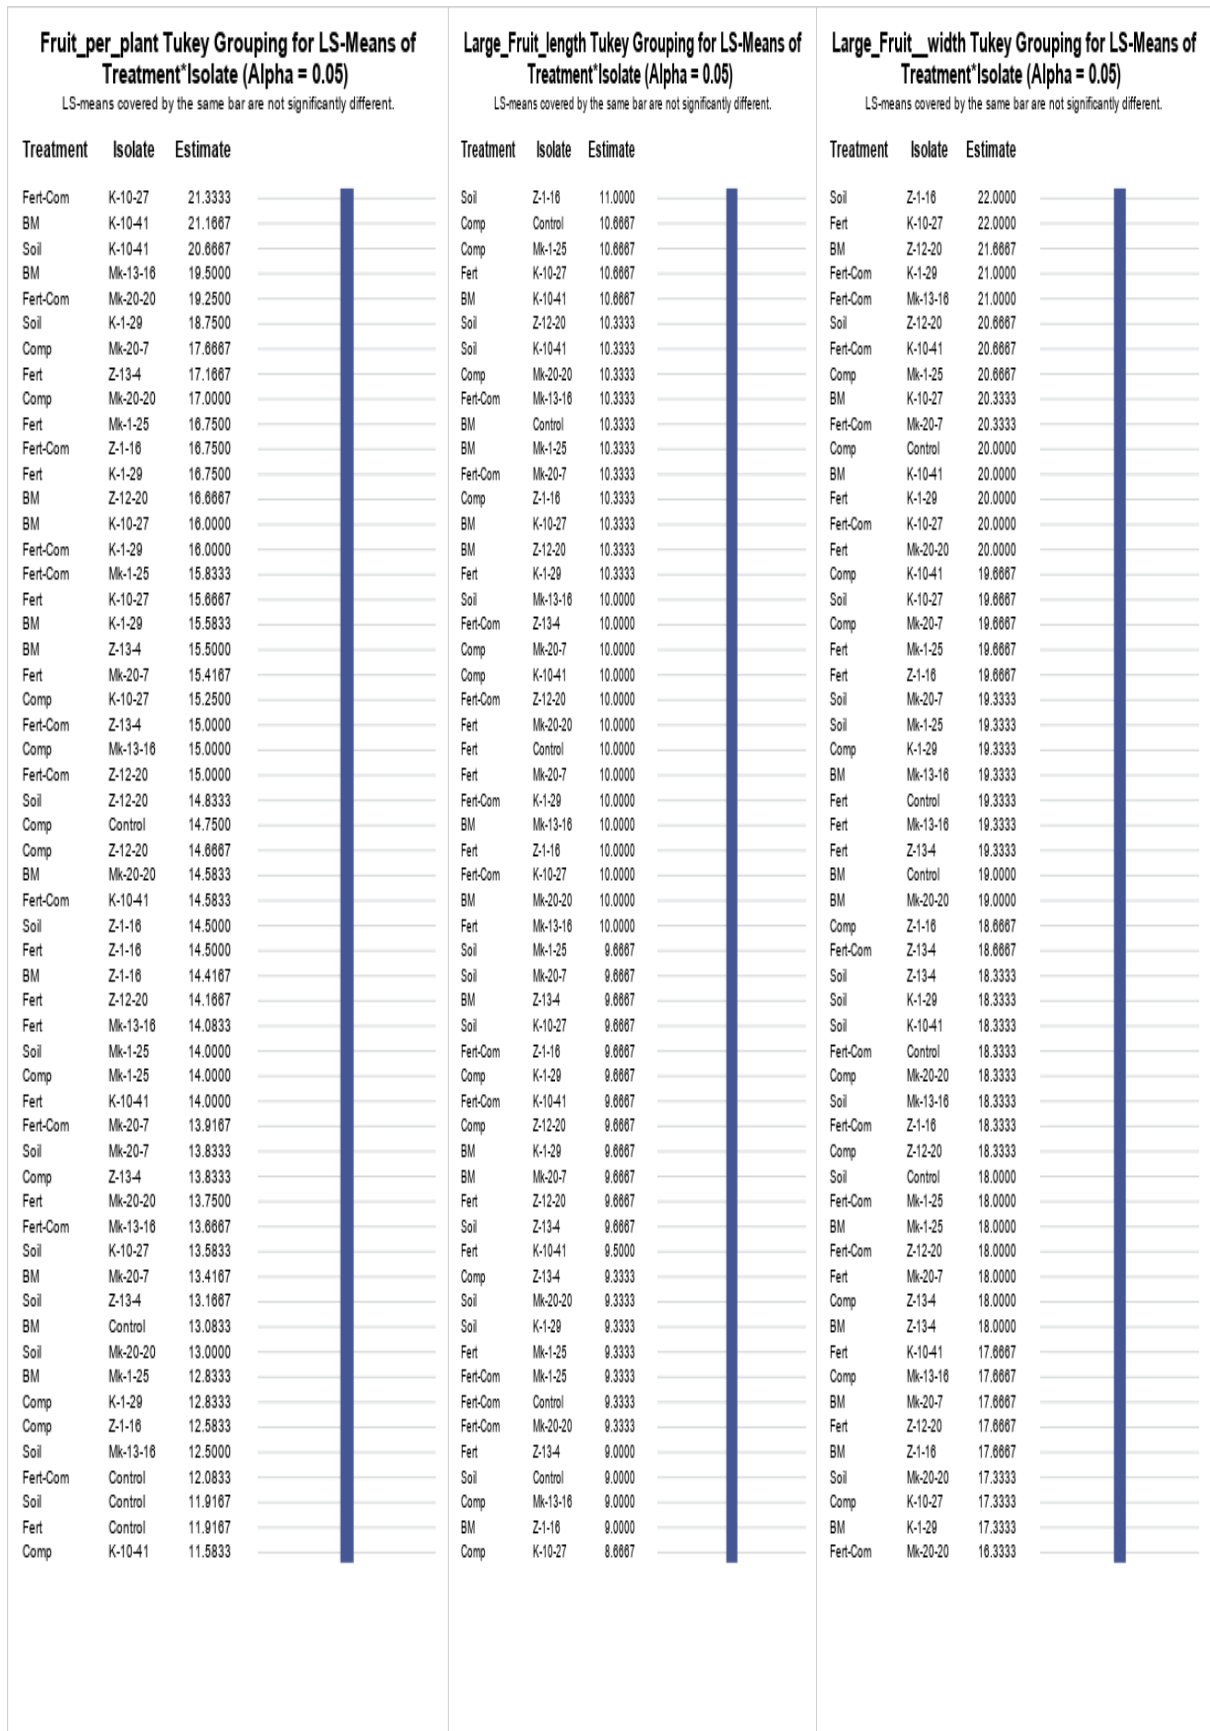 Fruit_per_plant Tukey Grouping for LS-Means of
Treatment*Isolate (Alpha = 0.05)
LS-means covered by the same bar are not significantly different.
Treatment Isolate Estimate
Fert-Com K-10-27 21.3333
BM K-10-41 21.1667
Soil K-10-41 20.6667
BM Mk-13-16 19.5000
Fert-Com Mk-20-20 19.2500
Soil K-1-29 18.7500
Comp Mk-20-7 17.6667
Fert Z-13-4 17.1667
Comp Mk-20-20 17.0000
Fert Mk-1-25 16.7500
Fert-Com Z-1-16 16.7500
Fert K-1-29 16.7500
BM Z-12-20 16.6667
BM K-10-27 16.0000
Fert-Com K-1-29 16.0000
Fert-Com Mk-1-25 15.8333
Fert K-10-27 15.6667
BM K-1-29 15.5833
BM Z-13-4 15.5000
Fert Mk-20-7 15.4167
Comp K-10-27 15.2500
Fert-Com Z-13-4 15.0000
Comp Mk-13-16 15.0000
Fert-Com Z-12-20 15.0000
Soil Z-12-20 14.8333
Comp Control 14.7500
Comp Z-12-20 14.6667
BM Mk-20-20 14.5833
Fert-Com K-10-41 14.5833
Soil Z-1-16 14.5000
Fert Z-1-16 14.5000
BM Z-1-16 14.4167
Fert Z-12-20 14.1667
Fert Mk-13-16 14.0833
Soil Mk-1-25 14.0000
Comp Mk-1-25 14.0000
Fert K-10-41 14.0000
Fert-Com Mk-20-7 13.9167
Soil Mk-20-7 13.8333
Comp Z-13-4 13.8333
Fert Mk-20-20 13.7500
Fert-Com Mk-13-16 13.6667
Soil K-10-27 13.5833
BM Mk-20-7 13.4167
Soil Z-13-4 13.1667
BM Control 13.0833
Soil Mk-20-20 13.0000
BM Mk-1-25 12.8333
Comp K-1-29 12.8333
Comp Z-1-16 12.5833
Soil Mk-13-16 12.5000
Fert-Com Control 12.0833
Soil Control 11.9167
Fert Control 11.9167
Comp K-10-41 11.5833
Large_Fruit_length Tukey Grouping for LS-Means of
Treatment*Isolate (Alpha = 0.05)
LS-means covered by the same bar are not significantly different.
Treatment Isolate Estimate
Soil Z-1-16 11.0000
Comp Control 10.6667
Comp Mk-1-25 10.6667
Fert K-10-27 10.6667
BM K-10-41 10.6667
Soil Z-12-20 10.3333
Soil K-10-41 10.3333
Comp Mk-20-20 10.3333
Fert-Com Mk-13-16 10.3333
BM Control 10.3333
BM Mk-1-25 10.3333
Fert-Com Mk-20-7 10.3333
Comp Z-1-16 10.3333
BM K-10-27 10.3333
BM Z-12-20 10.3333
Fert K-1-29 10.3333
Soil Mk-13-16 10.0000
Fert-Com Z-13-4 10.0000
Comp Mk-20-7 10.0000
Comp K-10-41 10.0000
Fert-Com Z-12-20 10.0000
Fert Mk-20-20 10.0000
Fert Control 10.0000
Fert Mk-20-7 10.0000
Fert-Com K-1-29 10.0000
BM Mk-13-16 10.0000
Fert Z-1-16 10.0000
Fert-Com K-10-27 10.0000
BM Mk-20-20 10.0000
Fert Mk-13-16 10.0000
Soil Mk-1-25 9.6667
Soil Mk-20-7 9.6667
BM Z-13-4 9.6667
Soil K-10-27 9.6667
Fert-Com Z-1-16 9.6667
Comp K-1-29 9.6667
Fert-Com K-10-41 9.6667
Comp Z-12-20 9.6667
BM K-1-29 9.6667
BM Mk-20-7 9.6667
Fert Z-12-20 9.6667
Soil Z-13-4 9.6667
Fert K-10-41 9.5000
Comp Z-13-4 9.3333
Soil Mk-20-20 9.3333
Soil K-1-29 9.3333
Fert Mk-1-25 9.3333
Fert-Com Mk-1-25 9.3333
Fert-Com Control 9.3333
Fert-Com Mk-20-20 9.3333
Fert Z-13-4 9.0000
Soil Control 9.0000
Comp Mk-13-16 9.0000
BM Z-1-16 9.0000
Comp K-10-27 8.6667
Large_Fruit__width Tukey Grouping for LS-Means of
Treatment*Isolate (Alpha = 0.05)
LS-means covered by the same bar are not significantly different.
Treatment Isolate Estimate
Soil Z-1-16 22.0000
Fert K-10-27 22.0000
BM Z-12-20 21.6667
Fert-Com K-1-29 21.0000
Fert-Com Mk-13-16 21.0000
Soil Z-12-20 20.6667
Fert-Com K-10-41 20.6667
Comp Mk-1-25 20.6667
BM K-10-27 20.3333
Fert-Com Mk-20-7 20.3333
Comp Control 20.0000
BM K-10-41 20.0000
Fert K-1-29 20.0000
Fert-Com K-10-27 20.0000
Fert Mk-20-20 20.0000
Comp K-10-41 19.6667
Soil K-10-27 19.6667
Comp Mk-20-7 19.6667
Fert Mk-1-25 19.6667
Fert Z-1-16 19.6667
Soil Mk-20-7 19.3333
Soil Mk-1-25 19.3333
Comp K-1-29 19.3333
BM Mk-13-16 19.3333
Fert Control 19.3333
Fert Mk-13-16 19.3333
Fert Z-13-4 19.3333
BM Control 19.0000
BM Mk-20-20 19.0000
Comp Z-1-16 18.6667
Fert-Com Z-13-4 18.6667
Soil Z-13-4 18.3333
Soil K-1-29 18.3333
Soil K-10-41 18.3333
Fert-Com Control 18.3333
Comp Mk-20-20 18.3333
Soil Mk-13-16 18.3333
Fert-Com Z-1-16 18.3333
Comp Z-12-20 18.3333
Soil Control 18.0000
Fert-Com Mk-1-25 18.0000
BM Mk-1-25 18.0000
Fert-Com Z-12-20 18.0000
Fert Mk-20-7 18.0000
Comp Z-13-4 18.0000
BM Z-13-4 18.0000
Fert K-10-41 17.6667
Comp Mk-13-16 17.6667
BM Mk-20-7 17.6667
Fert Z-12-20 17.6667
BM Z-1-16 17.6667
Soil Mk-20-20 17.3333
Comp K-10-27 17.3333
BM K-1-29 17.3333
Fert-Com Mk-20-20 16.3333